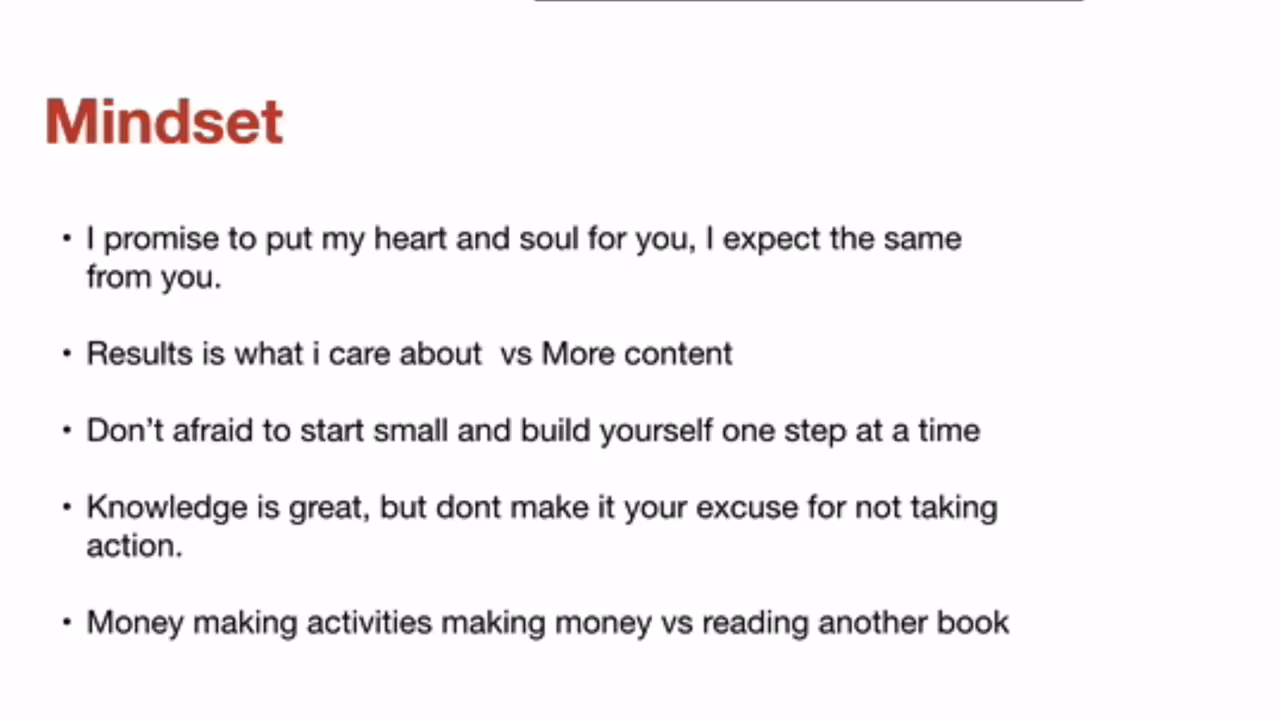 Mindset
• I promise to put my heart and soul for you, I expect the same
from you.
• Results is what i care about  vs More content
• Don’t afraid to start small and build yourself one step at a time
• Knowledge is great, but dont make it your excuse for not taking
action.
• Money making activities making money vs reading another book